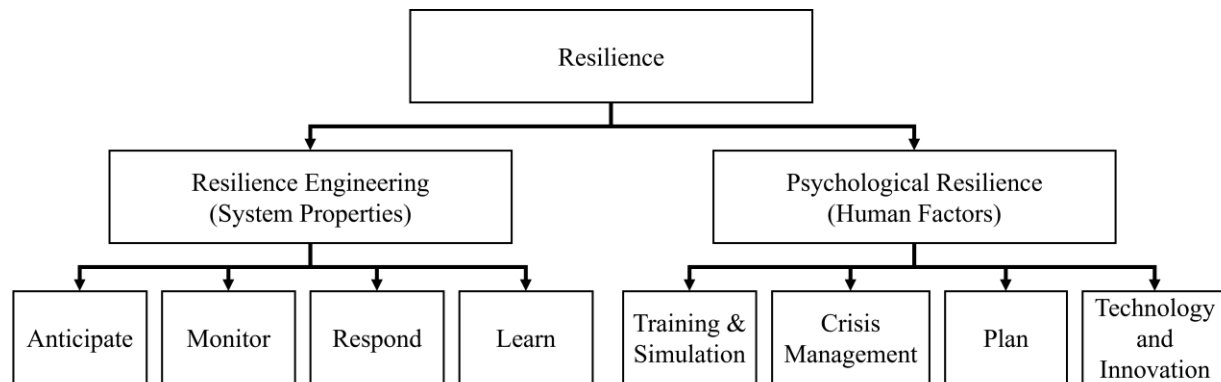 Resilience
Resilience Engineering
(System Properties)
Psychological Resilience
(Human Factors)
Anticipate
Monitor
Respond
Learn
Training &
Simulation
Crisis
Management
Plan
Technology
and
Innovation